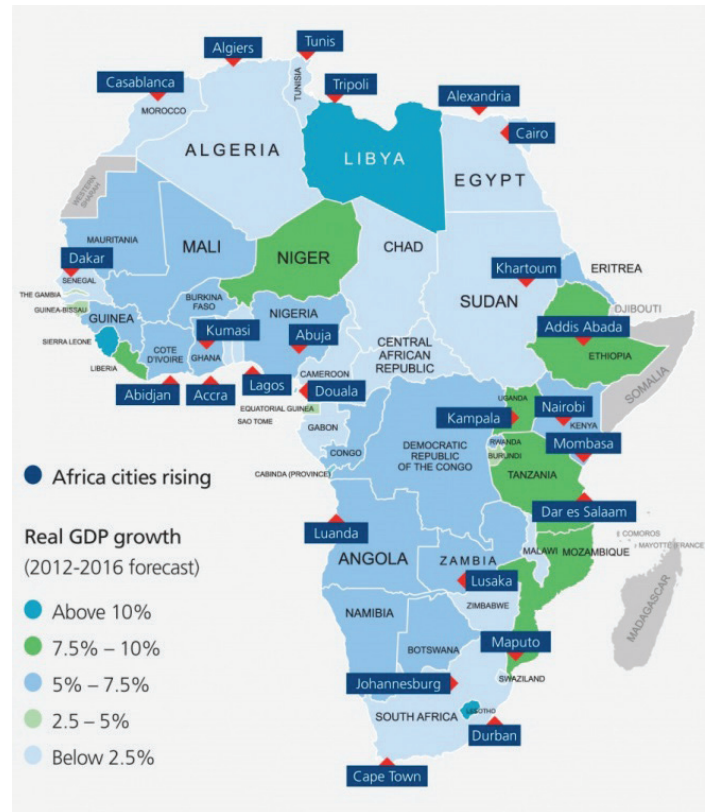 Tunis
Algiers
Casablanca
TUNISIA
Tripoli
Alexandria
MOROCCO
Cairo
ALGERIA
LIBYA
EGYPT
WESTERN
SHARAH
MAURITANIA
MALI
NIGER
CHAD
Dakar
SENEGAL
Khartoum
ERITREA
SUDAN
THE GAMBIA
GUINEA-BISSAU
BURKINA
FASO
NIGERIA
DJIBOUTI
GUINEA
Kumasi
Abuja
Addis Abada
SIERRA LEONE
COTE
D'IVOIRE
GHANA
CENTRAL
AFRICAN
REPUBLIC
ETHIOPIA
LIBERIA
CAMEROON
SOMALIA
Abidjan
Accra
Lagos
Douala
UGANDA
Nairobi
EQUATORIAL GUINEA
SAO TOME
Kampala
KENYA
GABON
DEMOCRATIC
REPUBLIC
OF THE CONGO
RWANDA
Mombasa
CONGO
BURUNDI
CABINDA (PROVINCE)
TANZANIA
Africa cities rising
Dar es Salaam
Luanda
COMOROS
MAYOTTE (FRANCE)
Real GDP growth
(2012-2016 forecast)
ANGOLA
ZAMBIA
MALAWI
MOZAMBIQUE
Lusaka
MADAGASCAR
Above 10%
ZIMBABWE
NAMIBIA
7.5% – 10%
BOTSWANA
Maputo
5% – 7.5%
Johannesburg
SWAZILAND
2.5 – 5%
LESOTHO
SOUTH AFRICA
Durban
Below 2.5%
Cape Town